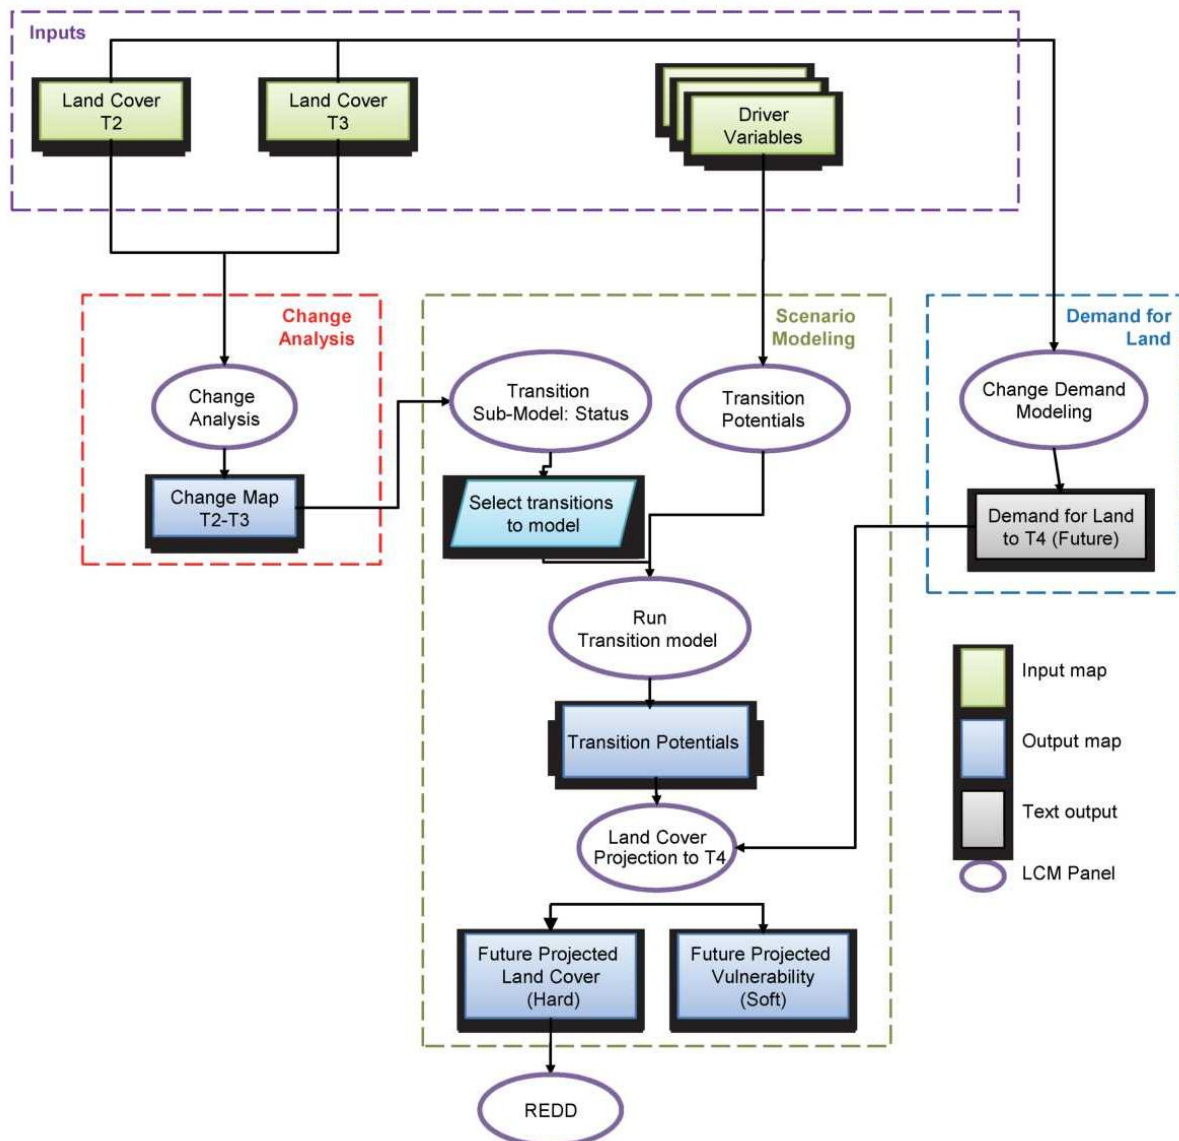 Inputs
Land Cover
T2
Land Cover
T3
Driver
Variables
Change
Analysis
Scenario
Modeling
Demand for
Land
Change
Analysis
Transition
Sub-Model: Status
Transition
Potentials
Change Demand
Modeling
Change Map
T2-T3
Select transitions
to model
Demand for Land
to T4 (Future)
Run
Transition model
Transition Potentials
Land Cover
Projection to T4
Future Projected
Land Cover
(Hard)
Future Projected
Vulnerability
(Soft)
REDD
Input map
Output map
Text output
LCM Panel